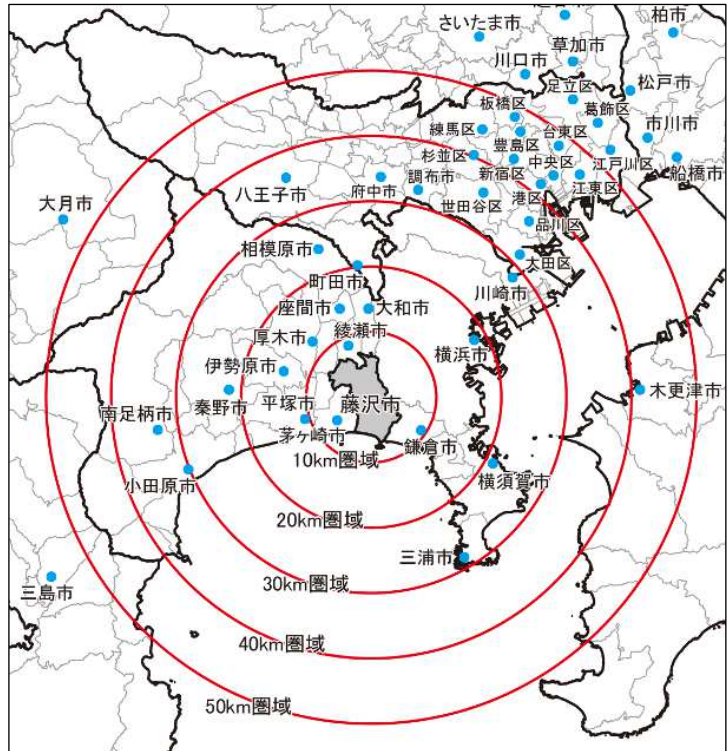 さいたま市
柏市
草加市
川口市
足立区
松戸市
板橋区
葛飾区
練馬区
豊島区
台東区
市川市
杉並区
新宿区
中央区
江戸川区
船橋市
八王子市
府中市
調布市
世田谷区
港区
江東区
大月市
品川区
相模原市
町田市
大田区
川崎市
座間市
大和市
綾瀬市
厚木市
横浜市
伊勢原市
秦野市
平塚市
藤沢市
木更津市
南足柄市
茅ヶ崎市
鎌倉市
10km圏域
小田原市
横須賀市
20km圏域
三浦市
三島市
30km圏域
40km圏域
50km圏域